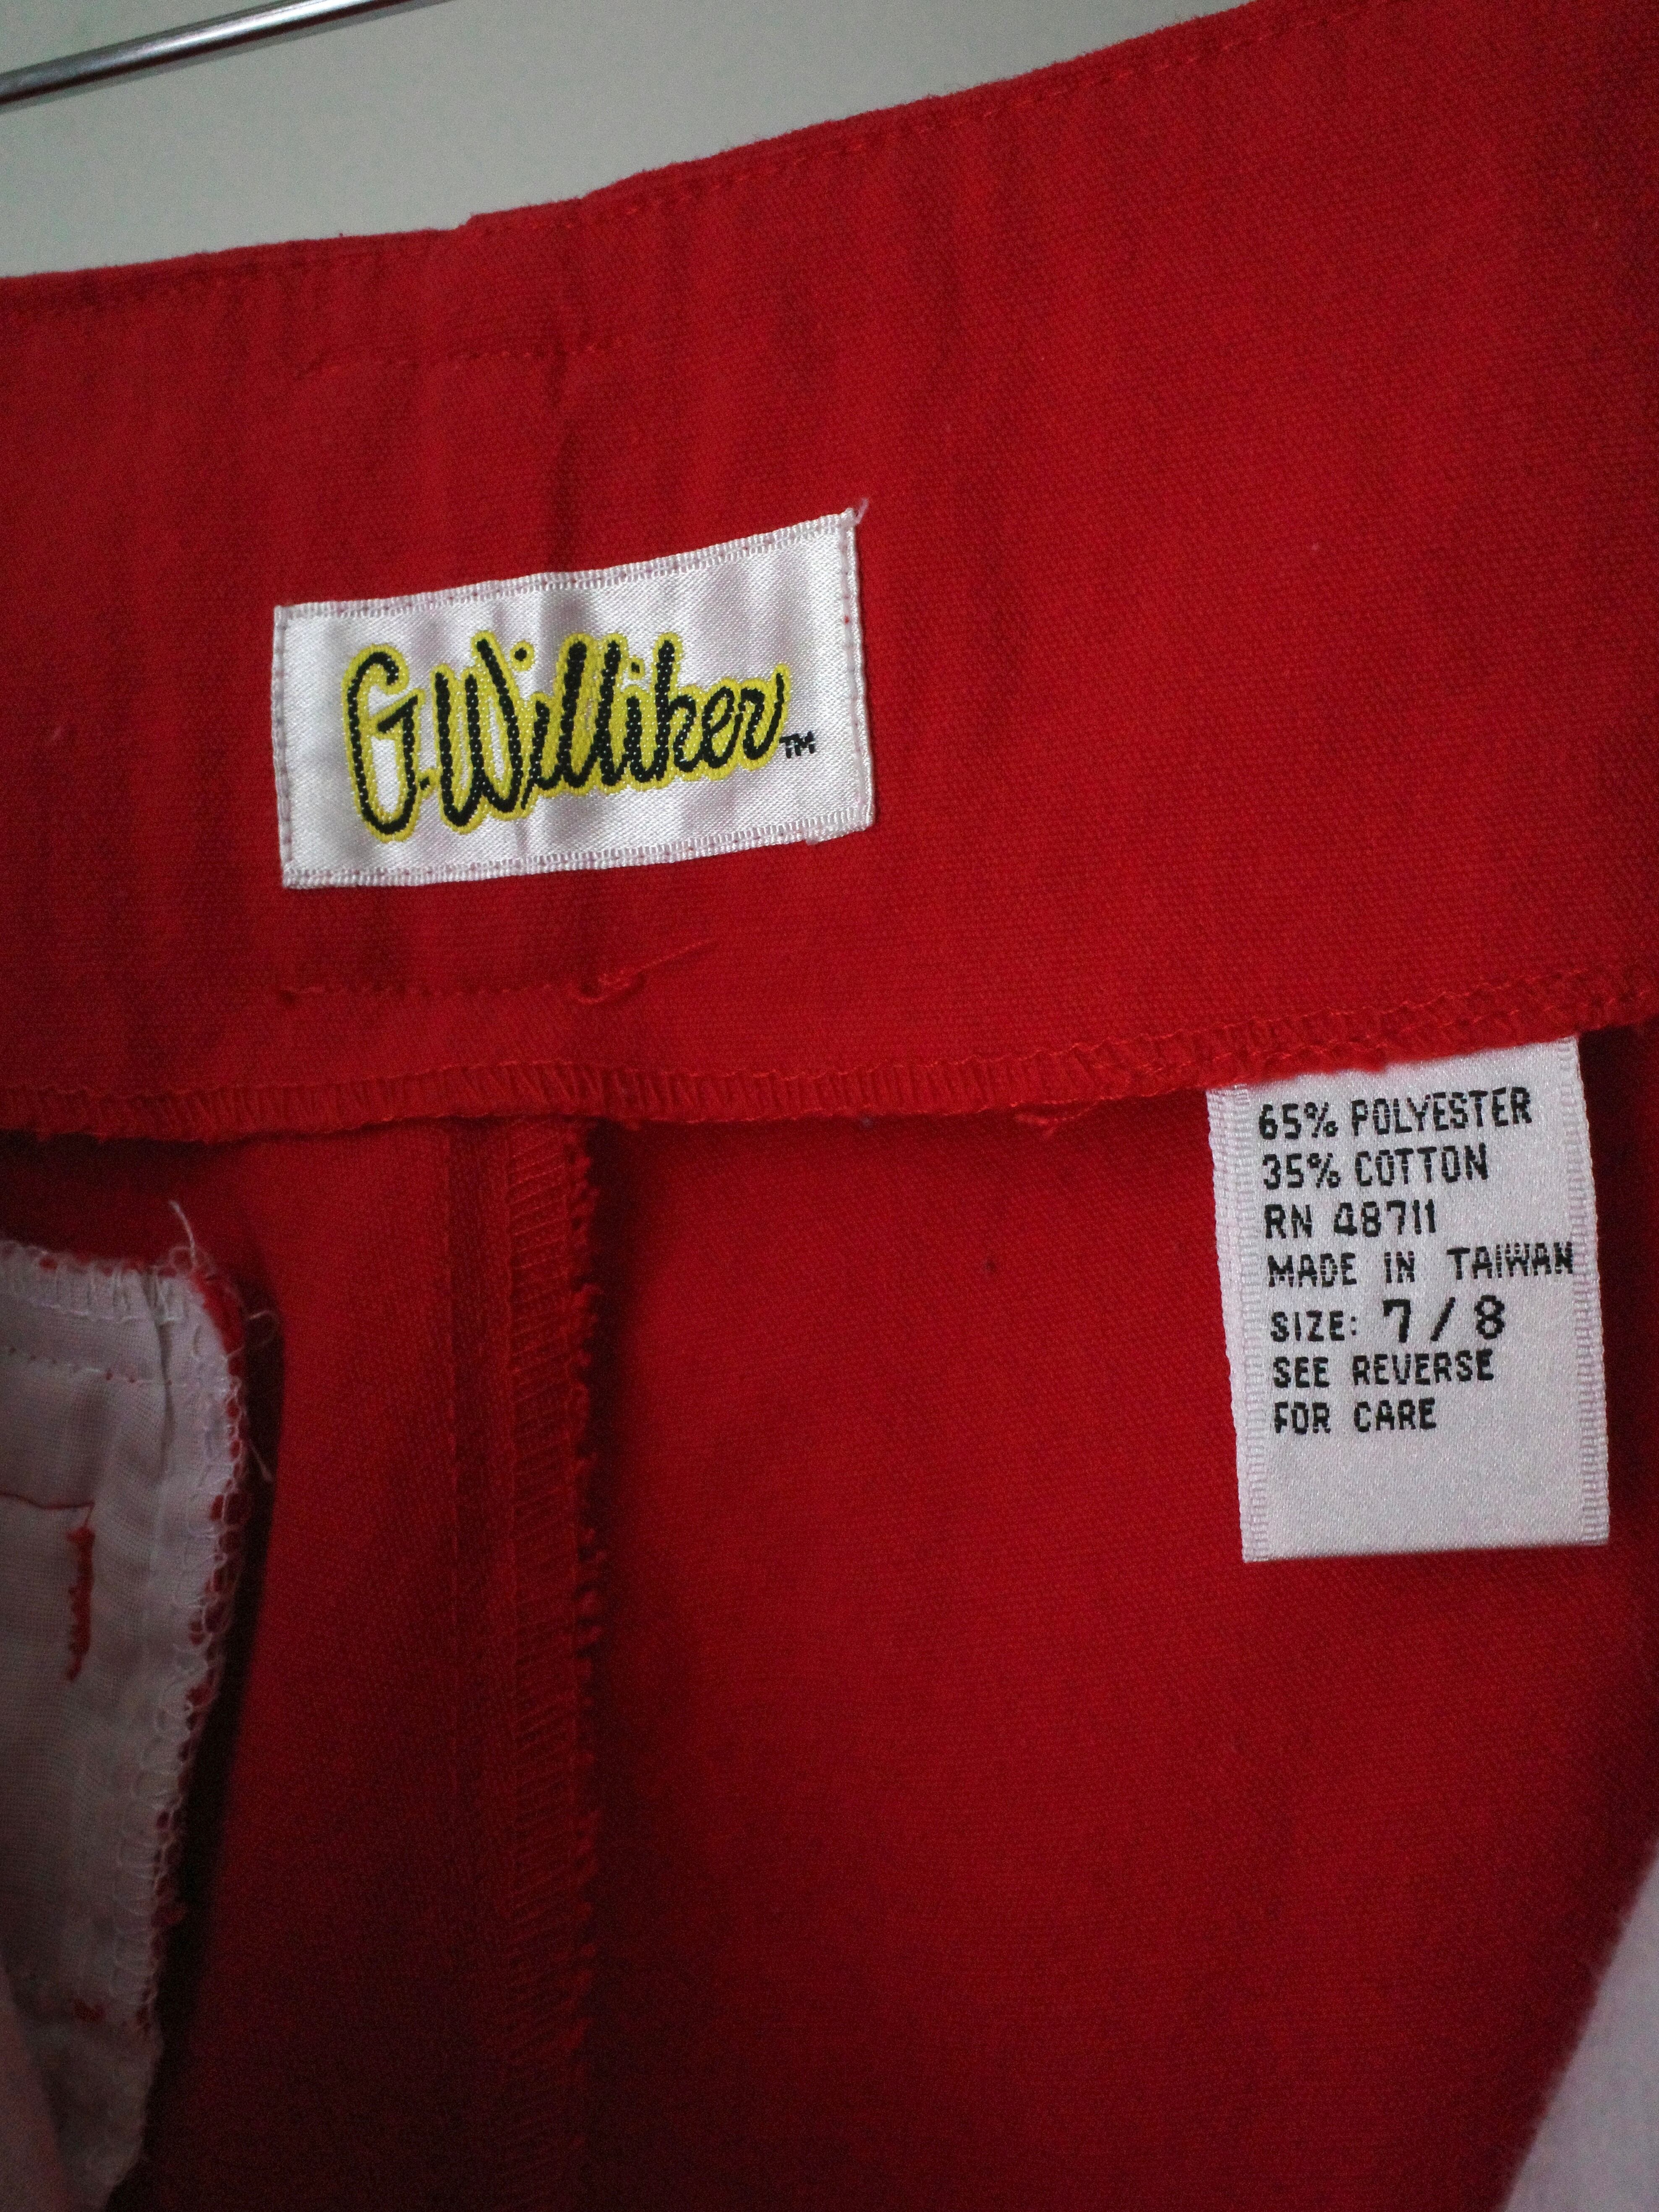 G.Williker™
65% POLYESTER
35% COTTON
RN 48711
MADE IN TAIWAN
SIZE: 7/8
SEE REVERSE
FOR CARE